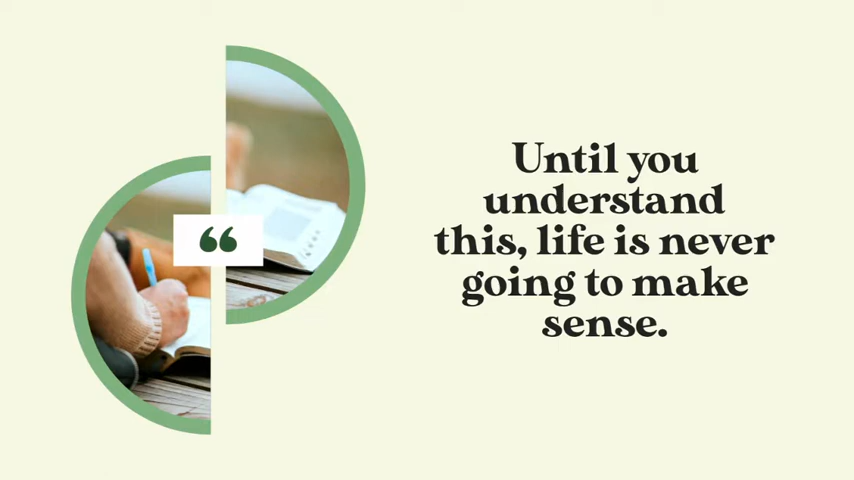 “
Until you
understand
this, life is never
going to make
sense.